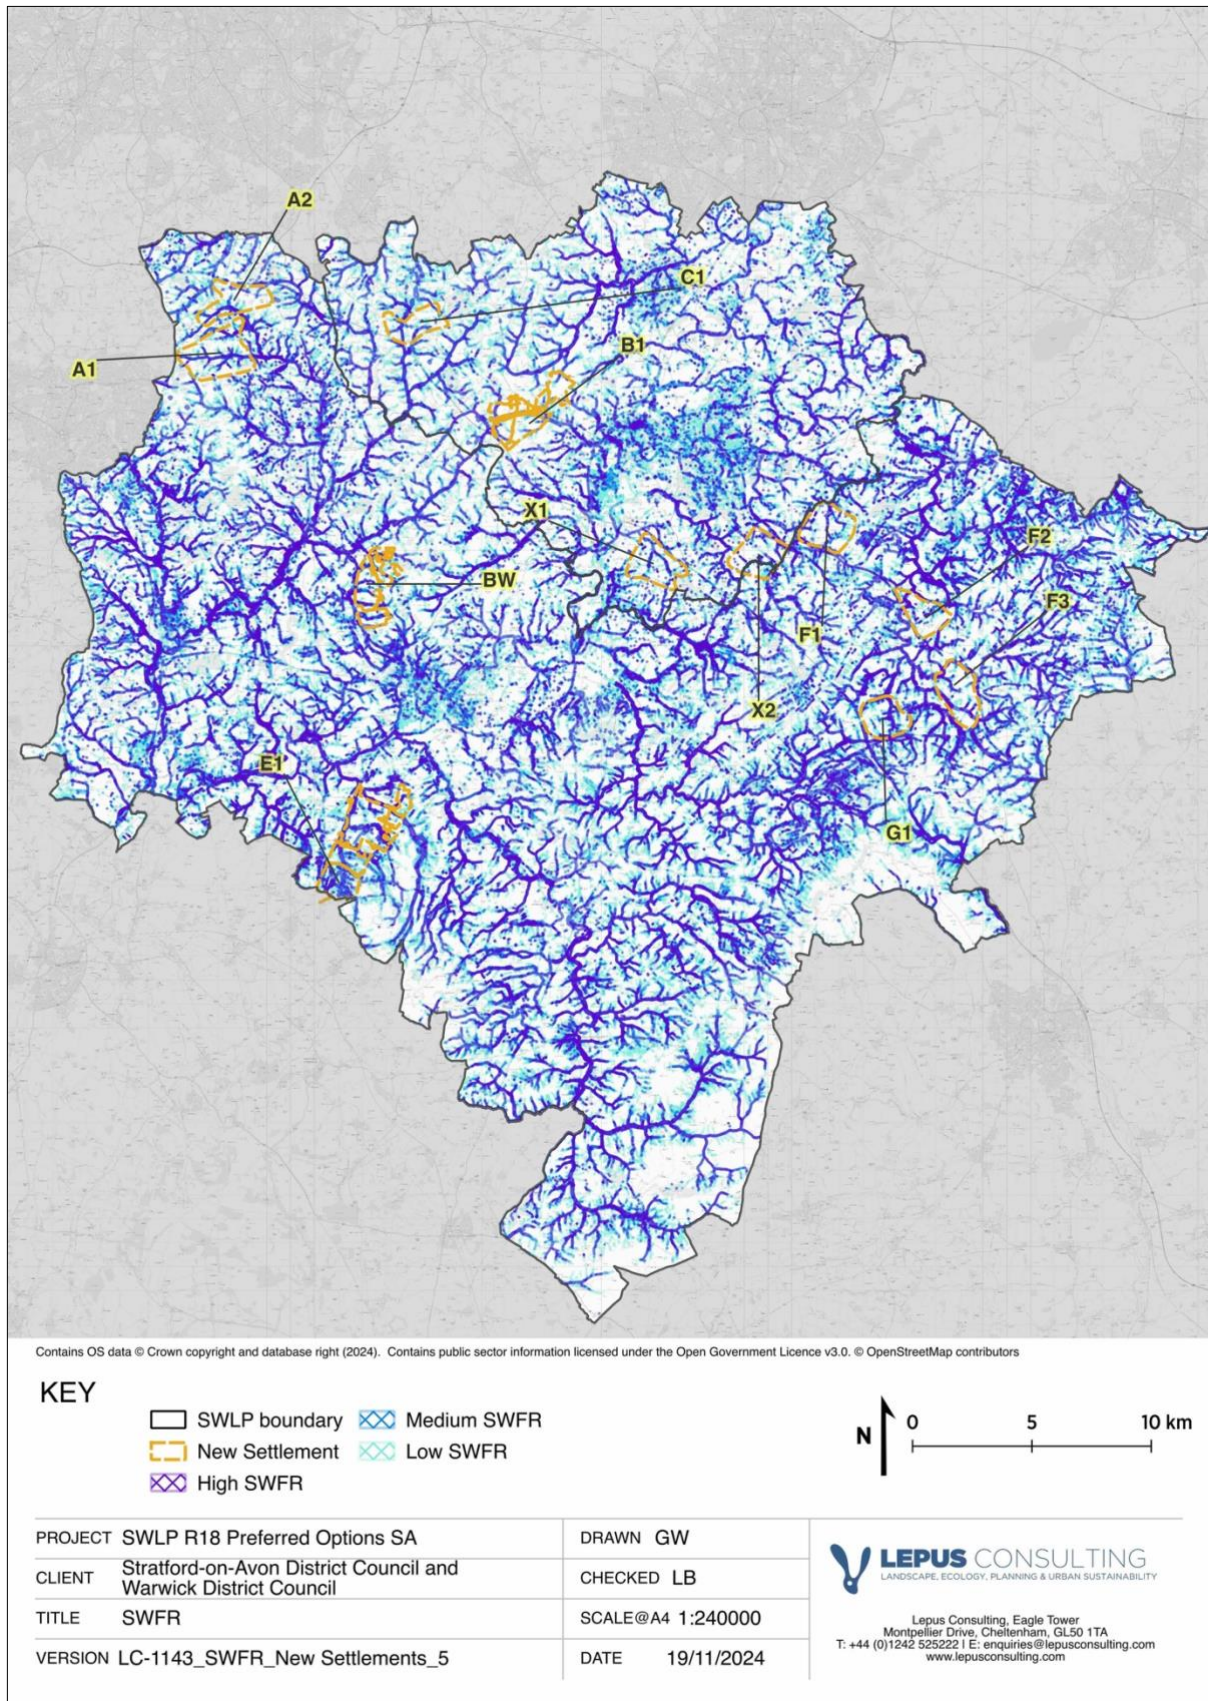 A2
C1
B1
A1
X1
F2
BW
F3
F1
X2
E1
G1
Contains OS data © Crown copyright and database right (2024). Contains public sector information licensed under the Open Government Licence v3.0. © OpenStreetMap contributors
KEY
SWLP boundary
New Settlement
High SWFR
Medium SWFR
Low SWFR
N
0 5 10 km
PROJECT SWLP R18 Preferred Options SA
CLIENT Stratford-on-Avon District Council and
Warwick District Council
TITLE SWFR
VERSION LC-1143_SWFR_New Settlements_5
DRAWN GW
CHECKED LB
SCALE@A4 1:240000
DATE 19/11/2024
LEPUS CONSULTING
LANDSCAPE, ECOLOGY, PLANNING & URBAN SUSTAINABILITY
Lepus Consulting, Eagle Tower
Montpellier Drive, Cheltenham, GL50 1TA
T: +44 (0)1242 525222 | E: enquiries@lepusconsulting.com
www.lepusconsulting.com